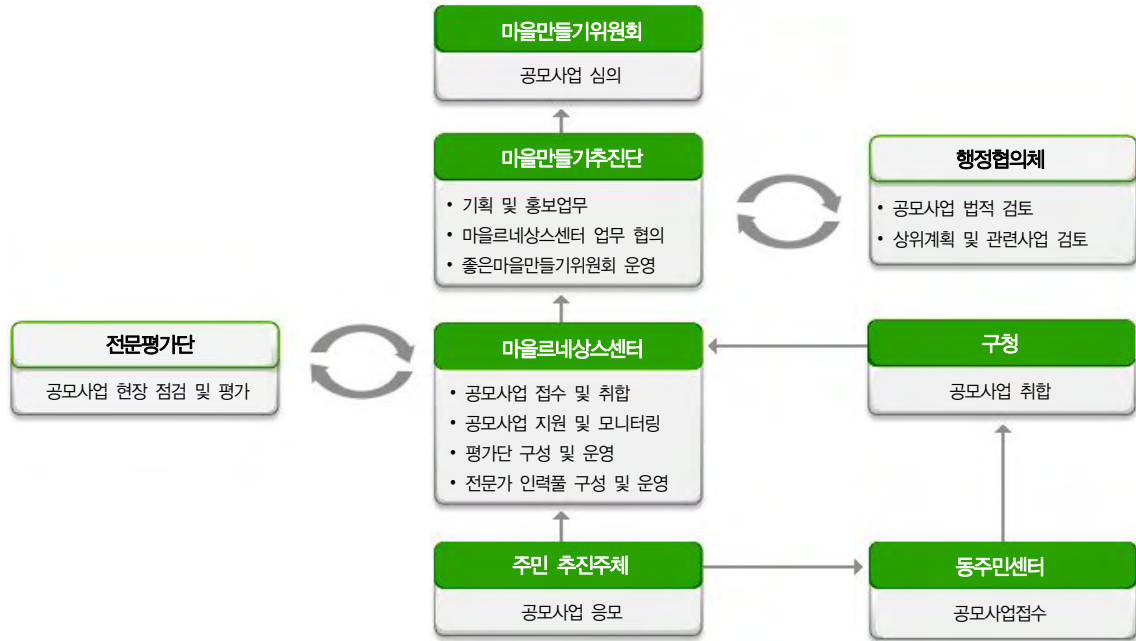 마을만들기위원회
공모사업 심의
마을만들기추진단
• 기획 및 홍보업무
• 마을르네상스센터 업무 협의
• 좋은마을만들기위원회 운영
행정협의체
• 공모사업 법적 검토
• 상위계획 및 관련사업 검토
전문평가단
공모사업 현장 점검 및 평가
마을르네상스센터
• 공모사업 접수 및 취합
• 공모사업 지원 및 모니터링
• 평가단 구성 및 운영
• 전문가 인력풀 구성 및 운영
구청
공모사업 취합
주민 추진주체
공모사업 응모
동주민센터
공모사업접수